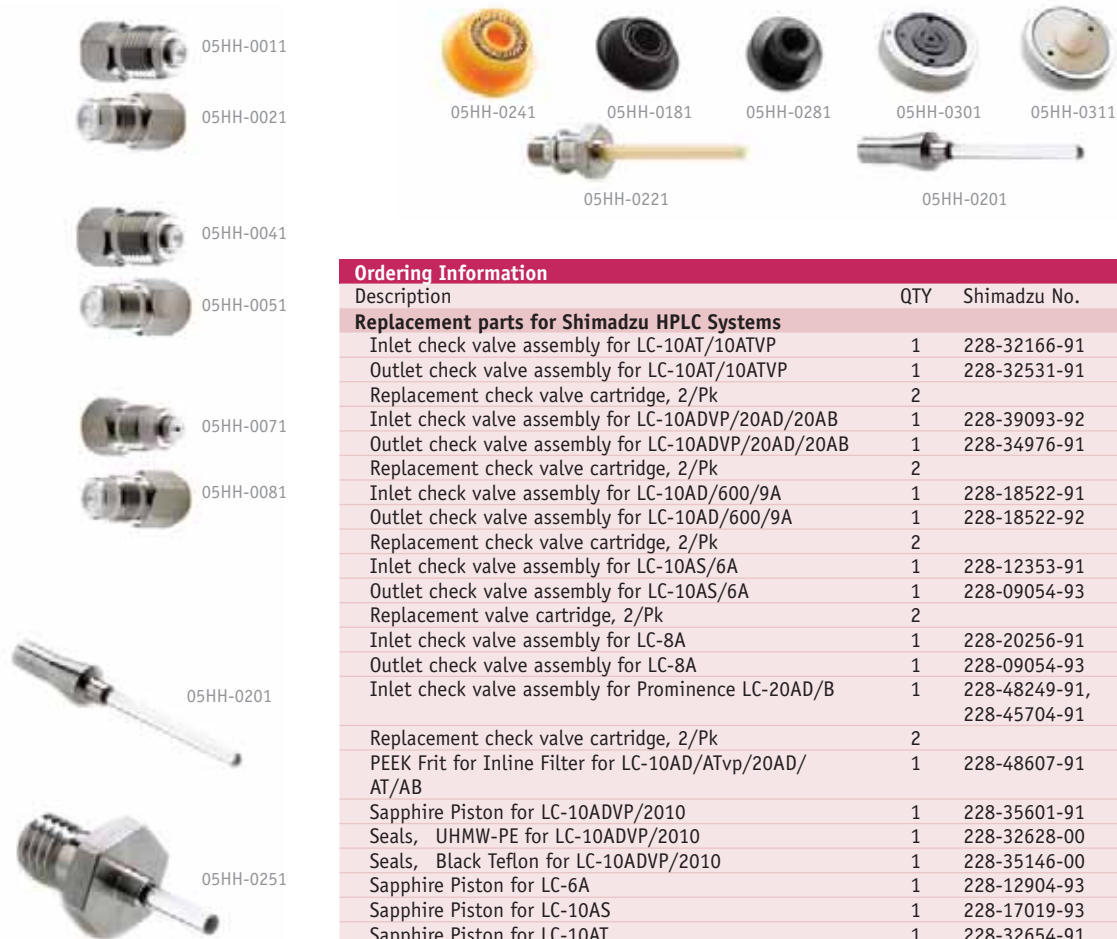 05HH-0011
05HH-0021
05HH-0041
05HH-0051
05HH-0071
05HH-0081
05HH-0201
05HH-0251
05HH-0241 05HH-0181 05HH-0281 05HH-0301 05HH-0311
05HH-0221 05HH-0201
Ordering Information
Description QTY Shimadzu No.
Replacement parts for Shimadzu HPLC Systems
Inlet check valve assembly for LC-10AT/10ATVP 1 228-32166-91
Outlet check valve assembly for LC-10AT/10ATVP 1 228-32531-91
Replacement check valve cartridge, 2/Pk 2
Inlet check valve assembly for LC-10ADVP/20AD/20AB 1 228-39093-92
Outlet check valve assembly for LC-10ADVP/20AD/20AB 1 228-34976-91
Replacement check valve cartridge, 2/Pk 2
Inlet check valve assembly for LC-10AD/600/9A 1 228-18522-91
Outlet check valve assembly for LC-10AD/600/9A 1 228-18522-92
Replacement check valve cartridge, 2/Pk 2
Inlet check valve assembly for LC-10AS/6A 1 228-12353-91
Outlet check valve assembly for LC-10AS/6A 1 228-09054-93
Replacement valve cartridge, 2/Pk 2
Inlet check valve assembly for LC-8A 1 228-20256-91
Outlet check valve assembly for LC-8A 1 228-09054-93
Inlet check valve assembly for Prominence LC-20AD/B 1 228-48249-91,
228-45704-91
Replacement check valve cartridge, 2/Pk 2
PEEK Frit for Inline Filter for LC-10AD/ATvp/20AD/ 1 228-48607-91
AT/AB
Sapphire Piston for LC-10ADVP/2010 1 228-35601-91
Seals, UHMW-PE for LC-10ADVP/2010 1 228-32628-00
Seals, Black Teflon for LC-10ADVP/2010 1 228-35146-00
Sapphire Piston for LC-6A 1 228-12904-93
Sapphire Piston for LC-10AS 1 228-17019-93
Sapphire Piston for LC-10AT 1 228-32654-91